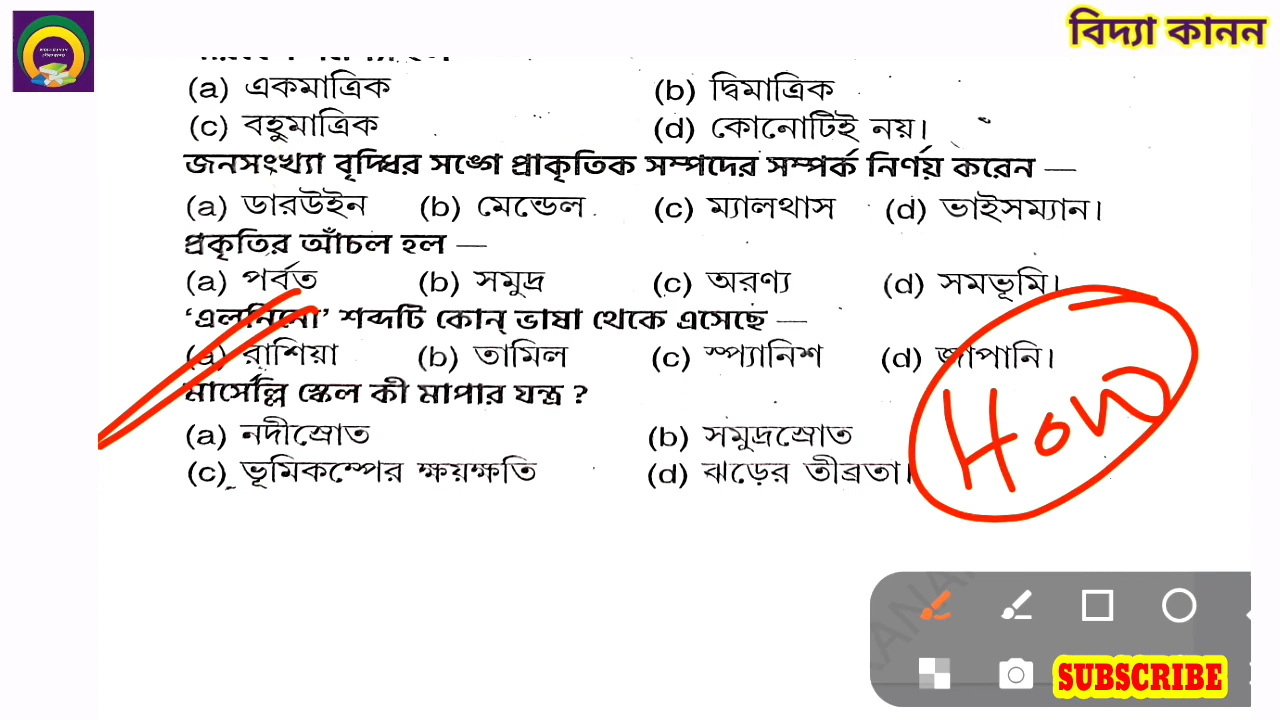 বিদ্যা কানন
(a) একমাত্রিক (b) দ্বিমাত্রিক
(c) বহুমাত্রিক (d) কোনোটিই নয়।
জনসংখ্যা বৃদ্ধির সঙ্গে প্রাকৃতিক সম্পদের সম্পর্ক নির্ণয় করেন —
(a) ডারউইন (b) মেন্ডেল (c) ম্যালথাস (d) ভাইসম্যান।
প্রকৃতির আঁচল হল —
(a) পর্বত (b) সমুদ্র (c) অরণ্য (d) সমভূমি।
‘এলনিনো’ শব্দটি কোন্ ভাষা থেকে এসেছে —
(a) রাশিয়া (b) তামিল (c) স্প্যানিশ (d) জাপানি।
মার্সেল্লি স্কেল কী মাপার যন্ত্র ?
(a) নদীস্রোত (b) সমুদ্রস্রোত
(c) ভূমিকম্পের ক্ষয়ক্ষতি (d) ঝড়ের তীব্রতা।
SUBSCRIBE